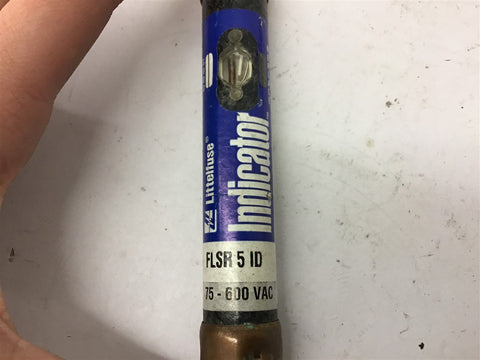 Littelfuse®
Indicator
FLSR 5 ID
75 - 600 VAC